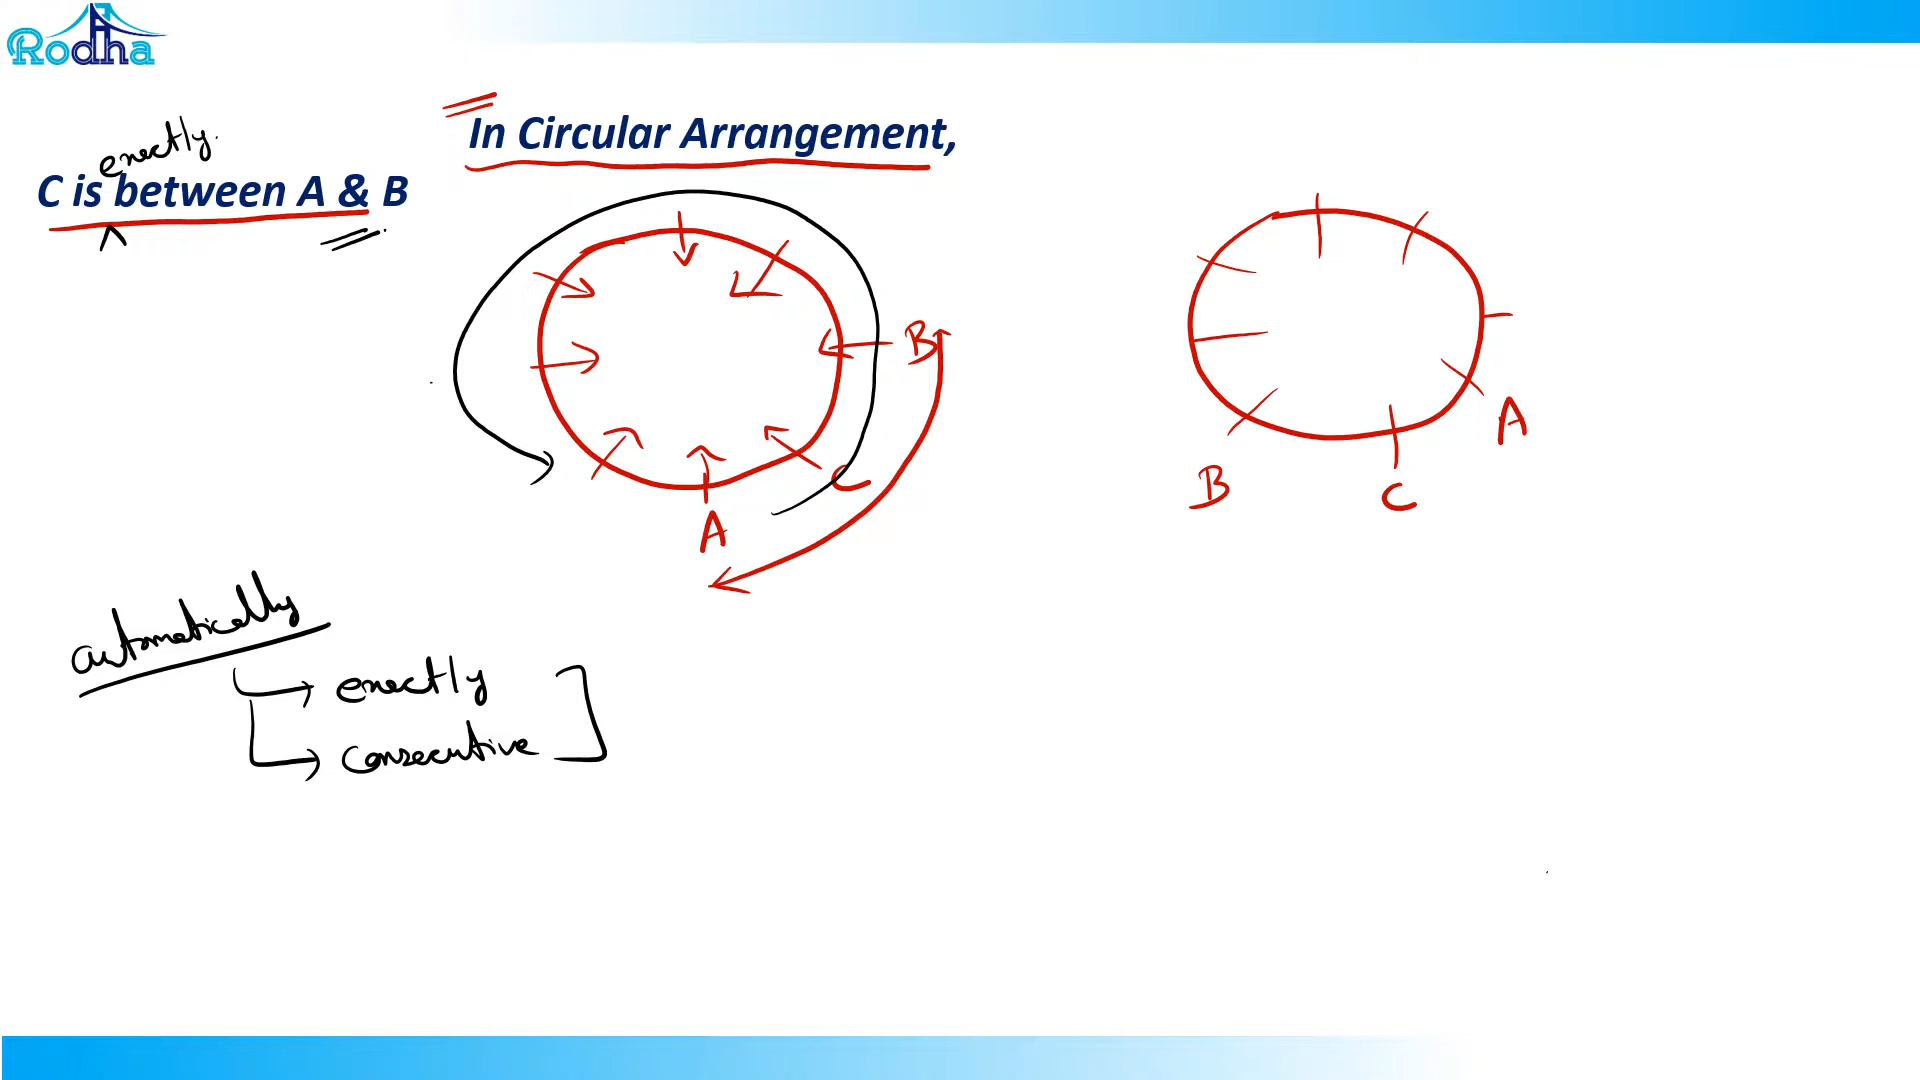 Rodha
In Circular Arrangement,
exactly.
C is between A & B
B
A
C
A
B
C
automatically
exactly
consecutive